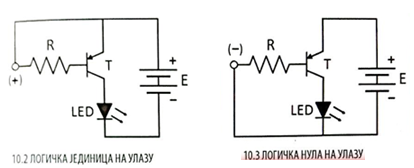 R
T
+
E
−
(+)
LED
10.2 ЛОГИЧКА ЈЕДИНИЦА НА УЛАЗУ
(−)
R
T
+
E
−
LED
10.3 ЛОГИЧКА НУЛА НА УЛАЗУ